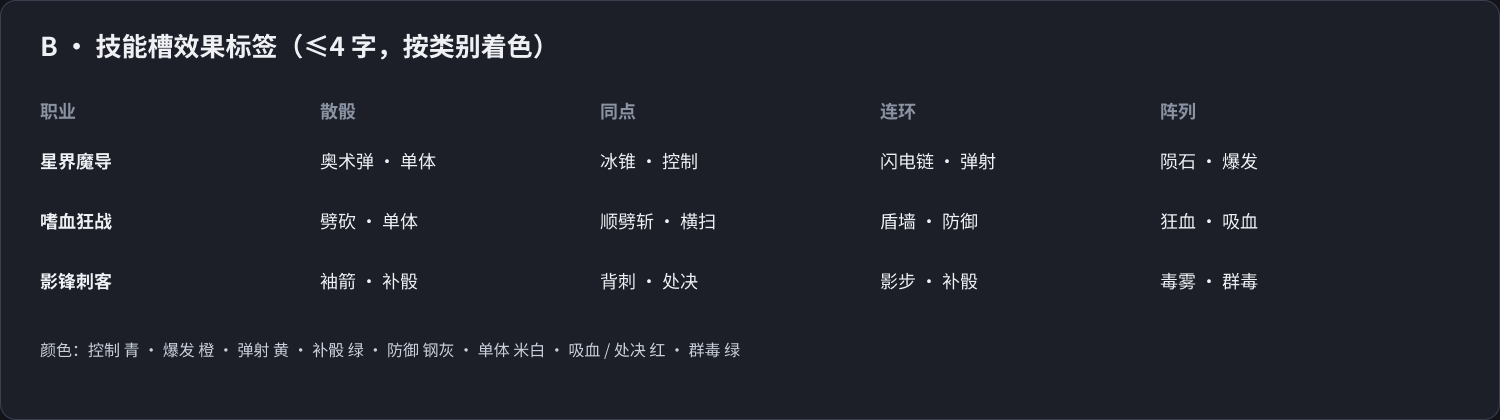 B · 技能槽效果标签（≤4 字，按类别着色）
职业 散骰 同点 连环 阵列
星界魔导 奥术弹 · 单体 冰锥 · 控制 闪电链 · 弹射 陨石 · 爆发
嗜血狂战 劈砍 · 单体 顺劈斩 · 横扫 盾墙 · 防御 狂血 · 吸血
影锋刺客 袖箭 · 补骰 背刺 · 处决 影步 · 补骰 毒雾 · 群毒
颜色：控制 青 · 爆发 橙 · 弹射 黄 · 补骰 绿 · 防御 钢灰 · 单体 米白 · 吸血 / 处决 红 · 群毒 绿